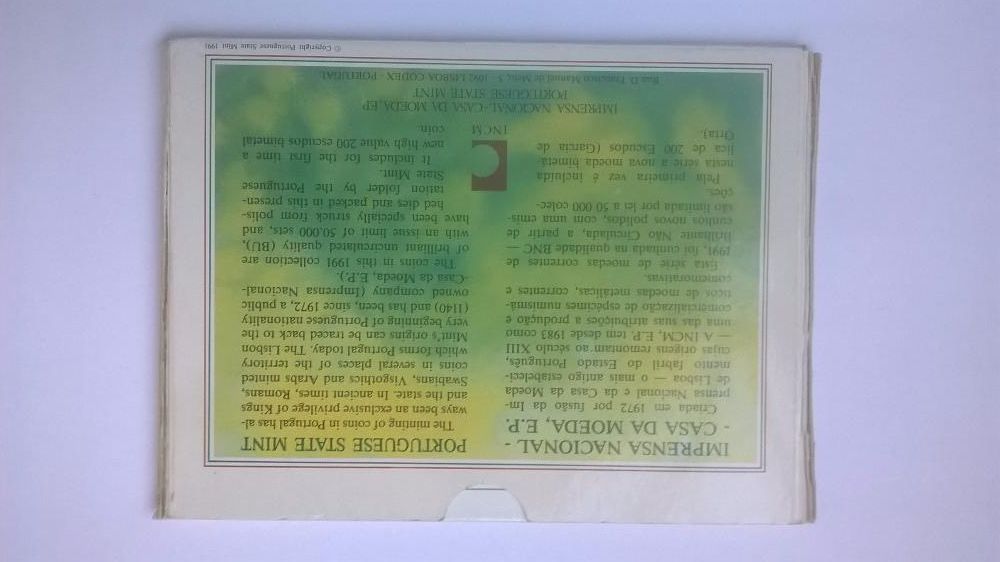 IMPRENSA NACIONAL-
- CASA DA MOEDA, E.P.
Criada em 1972 por fusão da Im-
prensa Nacional e da Casa da Moeda
de Lisboa — o mais antigo estabeleci-
mento fabril do Estado Português,
cujas origens remontam ao século XIII
— A INCM, E.P. tem desde 1983 como
uma das suas atribuições a produção e
comercialização de espécimes numismá-
ticos de moedas metálicas, correntes e
comemorativas.
Esta série de moedas correntes de
1991, foi cunhada na qualidade BNC —
Brilhante Não Circulada, a partir de
cunhos novos polidos, com uma emis-
são limitada por lei a 50 000 colec-
ções.
Pela primeira vez é incluída
nesta série a nova moeda bimetá-
lica de 200 Escudos (Garcia de
Orta).
PORTUGUESE STATE MINT
The minting of coins in Portugal has al-
ways been an exclusive privilege of Kings
and the state. In ancient times, Romans,
Swabians, Visgothics and Arabs minted
coins in several places of the territory
which forms Portugal today. The Lisbon
Mint's origins can be traced back to the
very beginning of Portuguese nationality
(1140) and has been, since 1972, a public
owned company (Imprensa Nacional-
-Casa da Moeda, E.P.).
The coins in this 1991 collection are
of brilliant uncirculated quality (BU),
with an issue limit of 50.000 sets, and
have been specially struck from polis-
hed dies and packed in this presen-
tation folder by the Portuguese
State Mint.
It includes for the first time a
new high value 200 escudos bimetal
coin.
INCM
IMPRENSA NACIONAL-CASA DA MOEDA, EP
PORTUGUESE STATE MINT
Rua D. Francisco Manuel de Melo, 5 - 1092 LISBOA CODEX - PORTUGAL
© Copyright Portuguese State Mint 1991